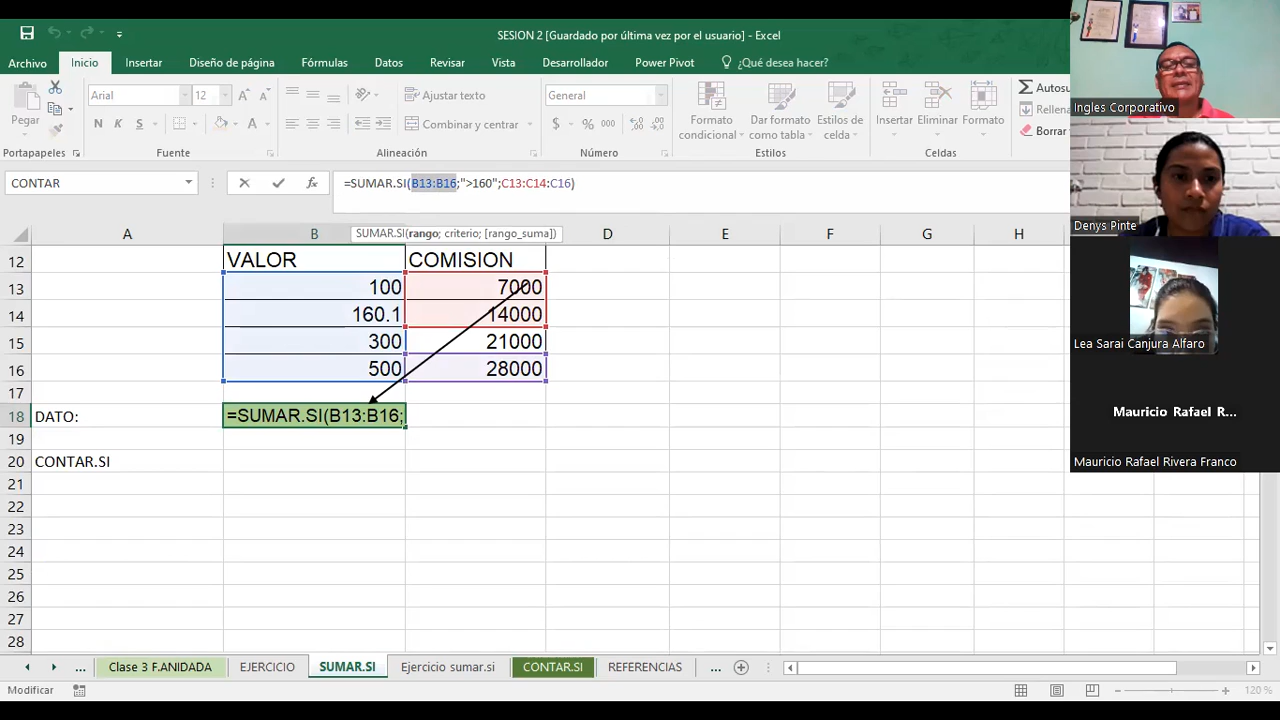 SESION 2 [Guardado por última vez por el usuario] - Excel
Archivo Inicio Insertar Diseño de página Fórmulas Datos Revisar Vista Desarrollador Power Pivot ¿Qué desea hacer?
Pegar
Arial 12
N K S
Ajustar texto
Combinar y centrar
General
$ % 000
Formato condicional
Dar formato como tabla
Estilos de celda
Insertar Eliminar Formato
Autosu
Rellena
Borrar
Portapapeles Fuente Alineación Número Estilos Celdas
CONTAR
fx
=SUMAR.SI(B13:B16;">160";C13:C14:C16)
SUMAR.SI(rango; criterio; [rango_suma])
A B D E F G H
12 VALOR COMISION
13 100 7000
14 160.1 14000
15 300 21000
16 500 28000
17
18 DATO: =SUMAR.SI(B13:B16;
19
20 CONTAR.SI
21
22
23
24
25
26
27
28
... Clase 3 F.ANIDADA EJERCICIO SUMAR.SI Ejercicio sumar.si CONTAR.SI REFERENCIAS ...
Modificar
120 %
Ingles Corporativo
Denys Pinte
Lea Sarai Canjura Alfaro
Mauricio Rafael R...
Mauricio Rafael Rivera Franco